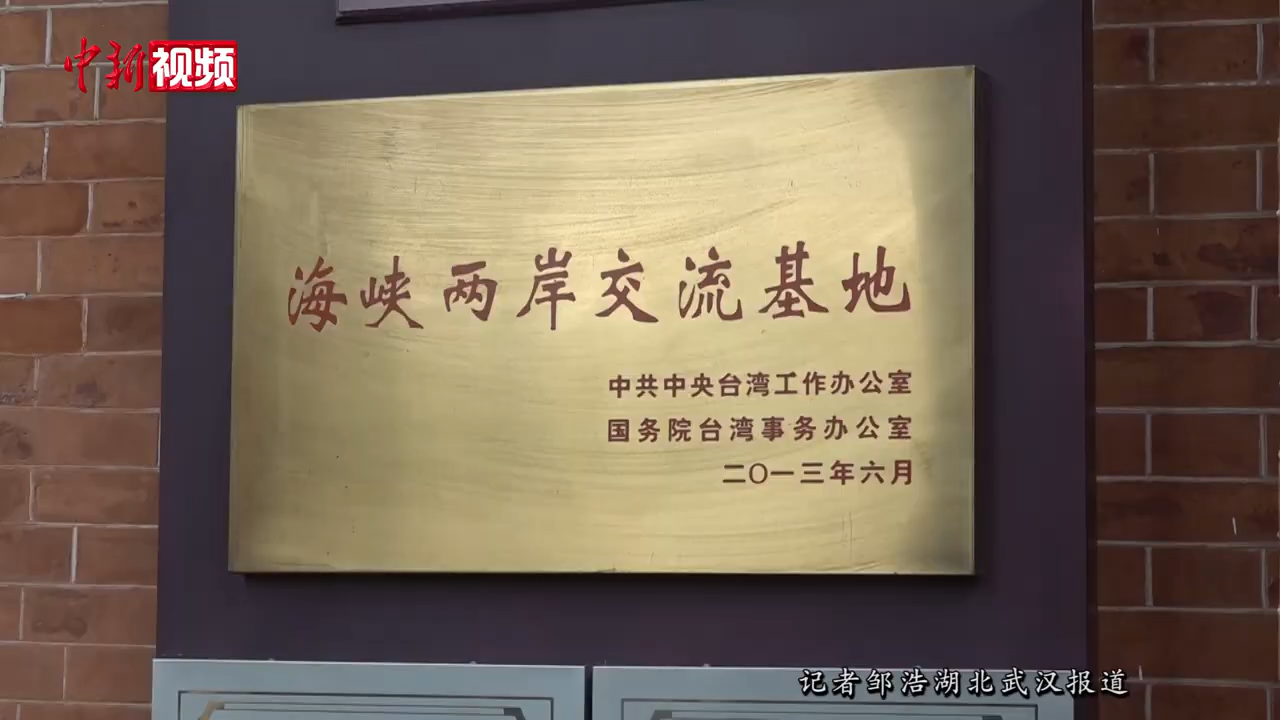 中新视频
海峡两岸交流基地
中共中央台湾工作办公室
国务院台湾事务办公室
二〇一三年六月
记者邹浩湖北武汉报道